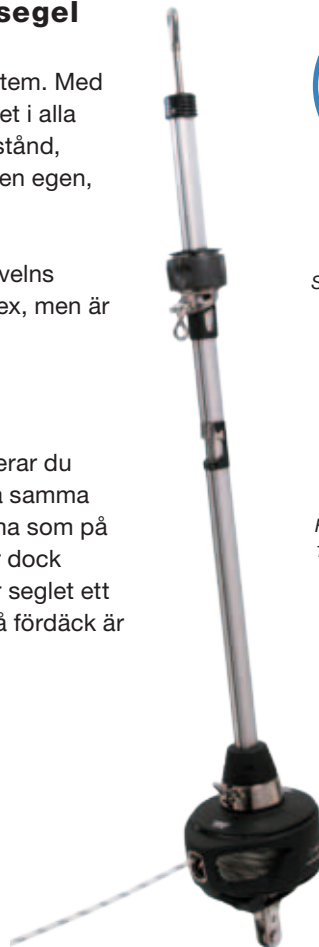 segel
tem. Med
et i alla
stånd,
en egen,
velns
ex, men är
erar du
samma
na som på
dock
seglet ett
å fördäck är